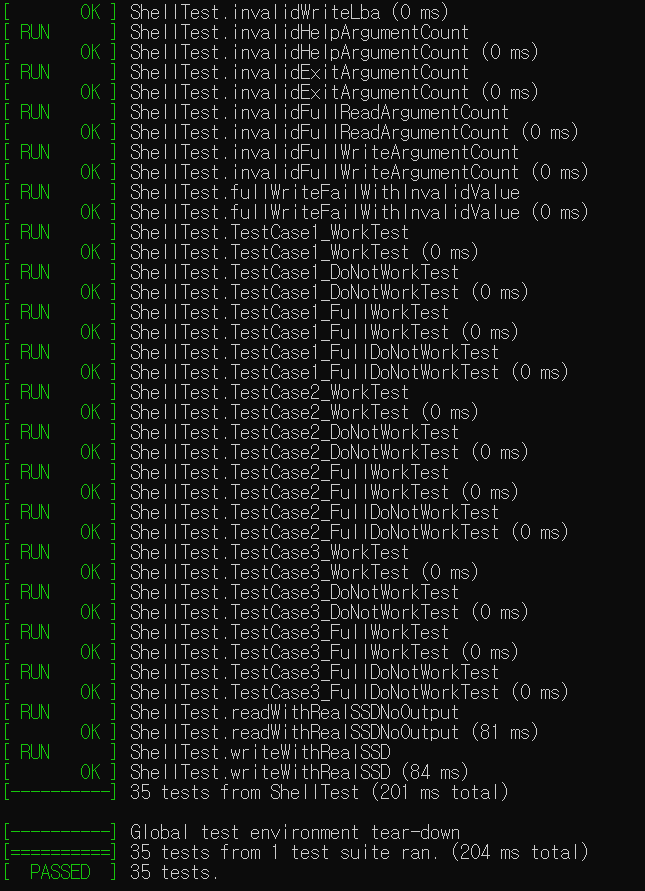 [       OK ] ShellTest.invalidWriteLba (0 ms)
[ RUN      ] ShellTest.invalidHelpArgumentCount
[       OK ] ShellTest.invalidHelpArgumentCount (0 ms)
[ RUN      ] ShellTest.invalidExitArgumentCount
[       OK ] ShellTest.invalidExitArgumentCount (0 ms)
[ RUN      ] ShellTest.invalidFullReadArgumentCount
[       OK ] ShellTest.invalidFullReadArgumentCount (0 ms)
[ RUN      ] ShellTest.invalidFullWriteArgumentCount
[       OK ] ShellTest.invalidFullWriteArgumentCount (0 ms)
[ RUN      ] ShellTest.fullWriteFailWithInvalidValue
[       OK ] ShellTest.fullWriteFailWithInvalidValue (0 ms)
[ RUN      ] ShellTest.TestCase1_WorkTest
[       OK ] ShellTest.TestCase1_WorkTest (0 ms)
[ RUN      ] ShellTest.TestCase1_DoNotWorkTest
[       OK ] ShellTest.TestCase1_DoNotWorkTest (0 ms)
[ RUN      ] ShellTest.TestCase1_FullWorkTest
[       OK ] ShellTest.TestCase1_FullWorkTest (0 ms)
[ RUN      ] ShellTest.TestCase1_FullDoNotWorkTest
[       OK ] ShellTest.TestCase1_FullDoNotWorkTest (0 ms)
[ RUN      ] ShellTest.TestCase2_WorkTest
[       OK ] ShellTest.TestCase2_WorkTest (0 ms)
[ RUN      ] ShellTest.TestCase2_DoNotWorkTest
[       OK ] ShellTest.TestCase2_DoNotWorkTest (0 ms)
[ RUN      ] ShellTest.TestCase2_FullWorkTest
[       OK ] ShellTest.TestCase2_FullWorkTest (0 ms)
[ RUN      ] ShellTest.TestCase2_FullDoNotWorkTest
[       OK ] ShellTest.TestCase2_FullDoNotWorkTest (0 ms)
[ RUN      ] ShellTest.TestCase3_WorkTest
[       OK ] ShellTest.TestCase3_WorkTest (0 ms)
[ RUN      ] ShellTest.TestCase3_DoNotWorkTest
[       OK ] ShellTest.TestCase3_DoNotWorkTest (0 ms)
[ RUN      ] ShellTest.TestCase3_FullWorkTest
[       OK ] ShellTest.TestCase3_FullWorkTest (0 ms)
[ RUN      ] ShellTest.TestCase3_FullDoNotWorkTest
[       OK ] ShellTest.TestCase3_FullDoNotWorkTest (0 ms)
[ RUN      ] ShellTest.readWithRealSSDNoOutput
[       OK ] ShellTest.readWithRealSSDNoOutput (81 ms)
[ RUN      ] ShellTest.writeWithRealSSD
[       OK ] ShellTest.writeWithRealSSD (84 ms)
[----------] 35 tests from ShellTest (201 ms total)
[----------] Global test environment tear-down
[==========] 35 tests from 1 test suite ran. (204 ms total)
[  PASSED  ] 35 tests.